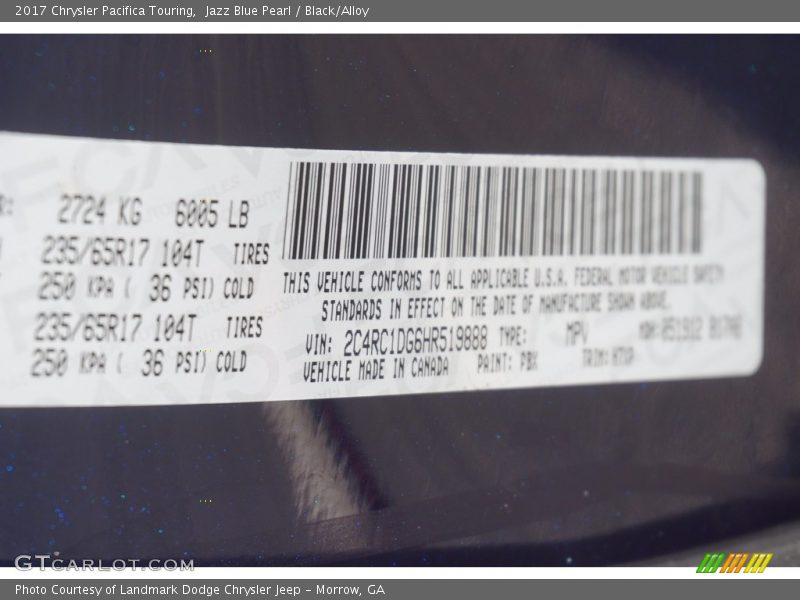 2017 Chrysler Pacifica Touring, Jazz Blue Pearl / Black/Alloy
2724 KG 6005 LB
235/65R17 104T TIRES
250 KPA ( 36 PSI) COLD
235/65R17 104T TIRES
250 KPA ( 36 PSI) COLD
THIS VEHICLE CONFORMS TO ALL APPLICABLE U.S.A. FEDERAL MOTOR VEHICLE SAFETY
STANDARDS IN EFFECT ON THE DATE OF MANUFACTURE SHOWN ABOVE.
VIN: 2C4RC1DG6HR519888 TYPE: MPV
VEHICLE MADE IN CANADA PAINT: PBX TRIM:
GTCARLOT.COM
Photo Courtesy of Landmark Dodge Chrysler Jeep – Morrow, GA